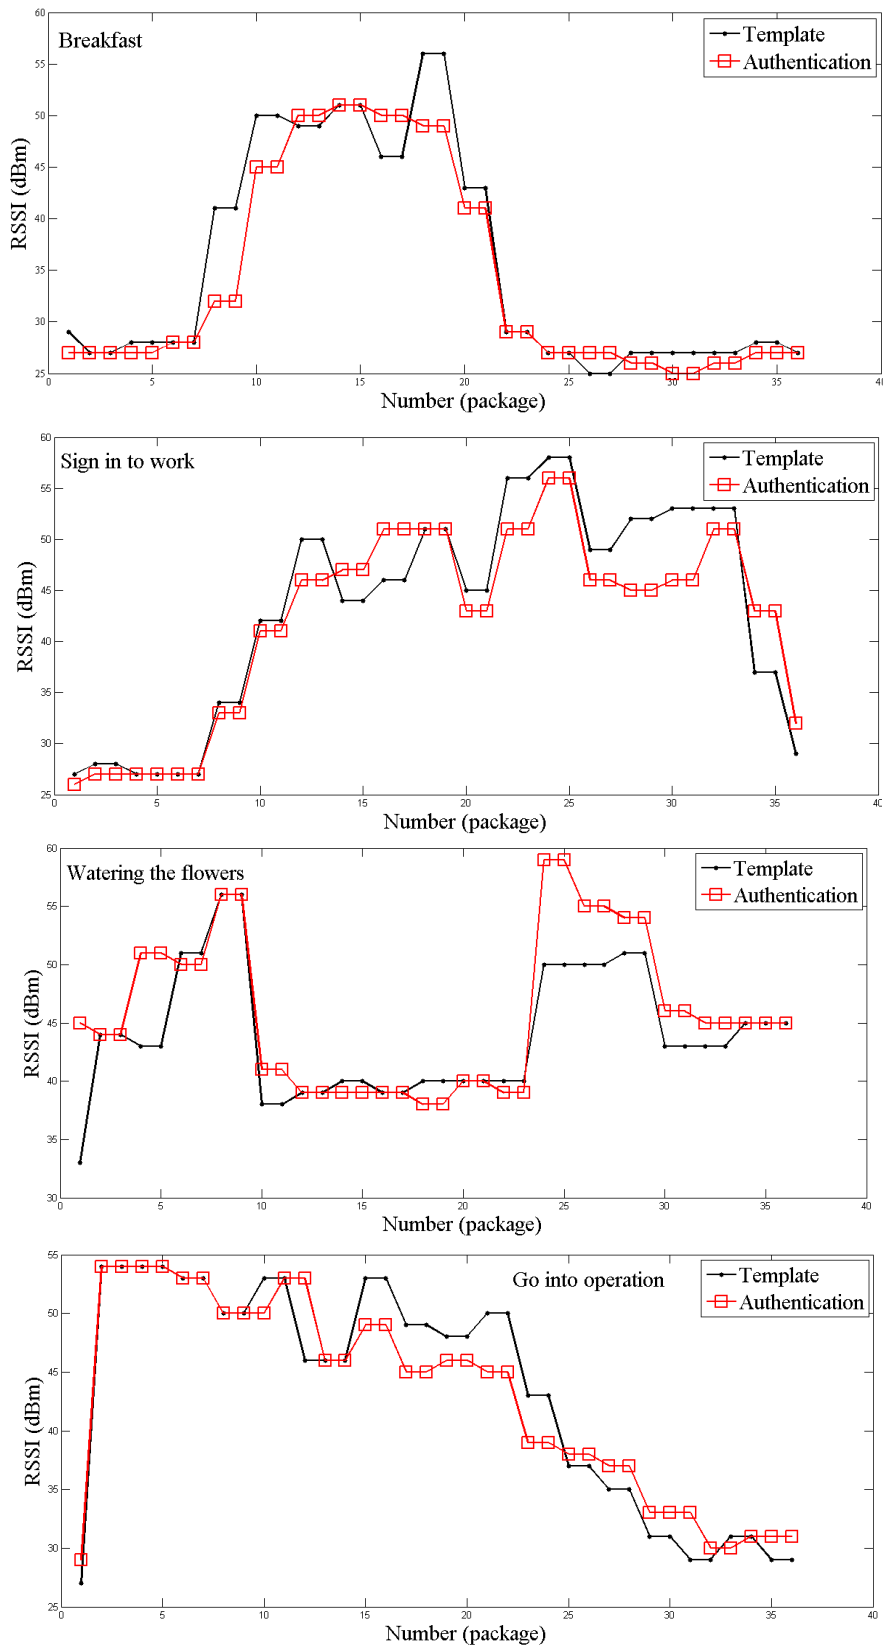 60
Breakfast
Template
Authentication
55
50
45
40
35
30
25
RSSI (dBm)
0 5 10 15 20 25 30 35 40
Number (package)
60
Sign in to work
Template
Authentication
55
50
45
40
35
30
25
RSSI (dBm)
0 5 10 15 20 25 30 35 40
Number (package)
60
Watering the flowers
Template
Authentication
55
50
45
40
35
30
RSSI (dBm)
0 5 10 15 20 25 30 35 40
Number (package)
55
Go into operation
Template
Authentication
50
45
40
35
30
25
RSSI (dBm)
0 5 10 15 20 25 30 35 40
Number (package)